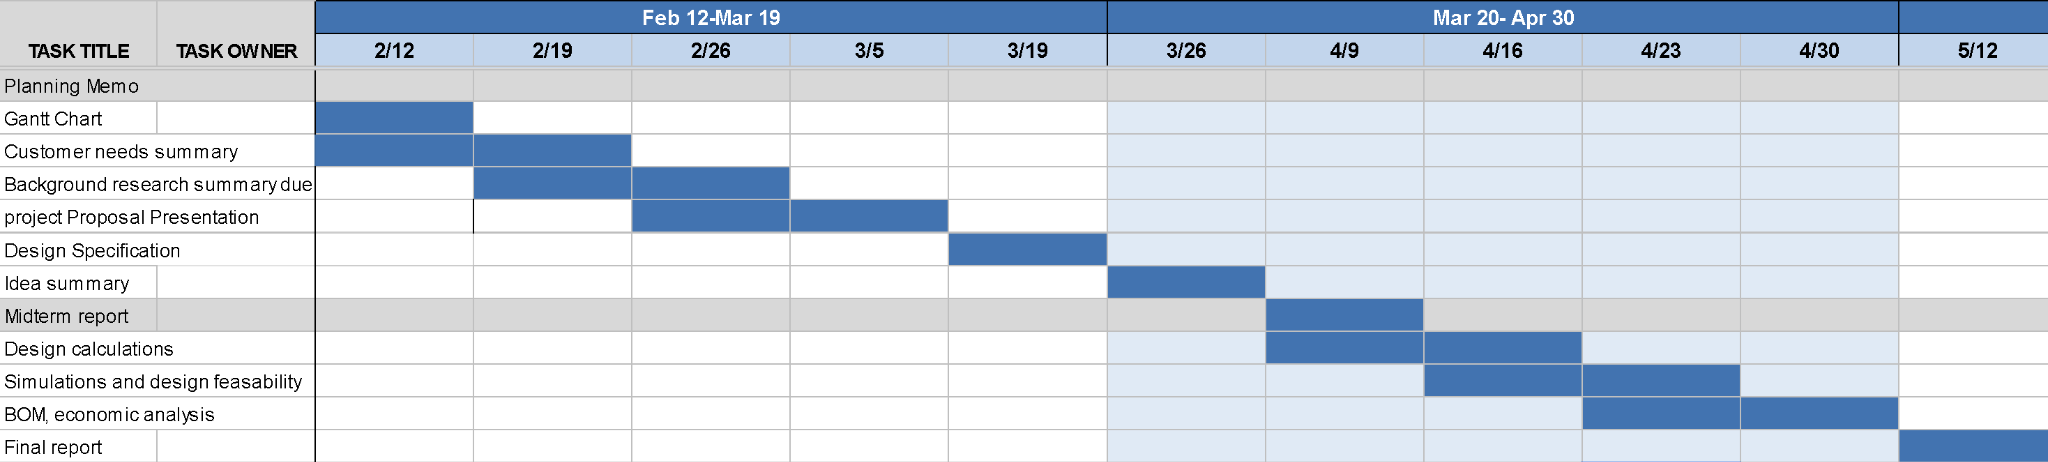 Feb 12-Mar 19 Mar 20- Apr 30
TASK TITLE TASK OWNER 2/12 2/19 2/26 3/5 3/19 3/26 4/9 4/16 4/23 4/30 5/12
Planning Memo
Gantt Chart
Customer needs summary
Background research summary due
project Proposal Presentation
Design Specification
Idea summary
Midterm report
Design calculations
Simulations and design feasability
BOM, economic analysis
Final report